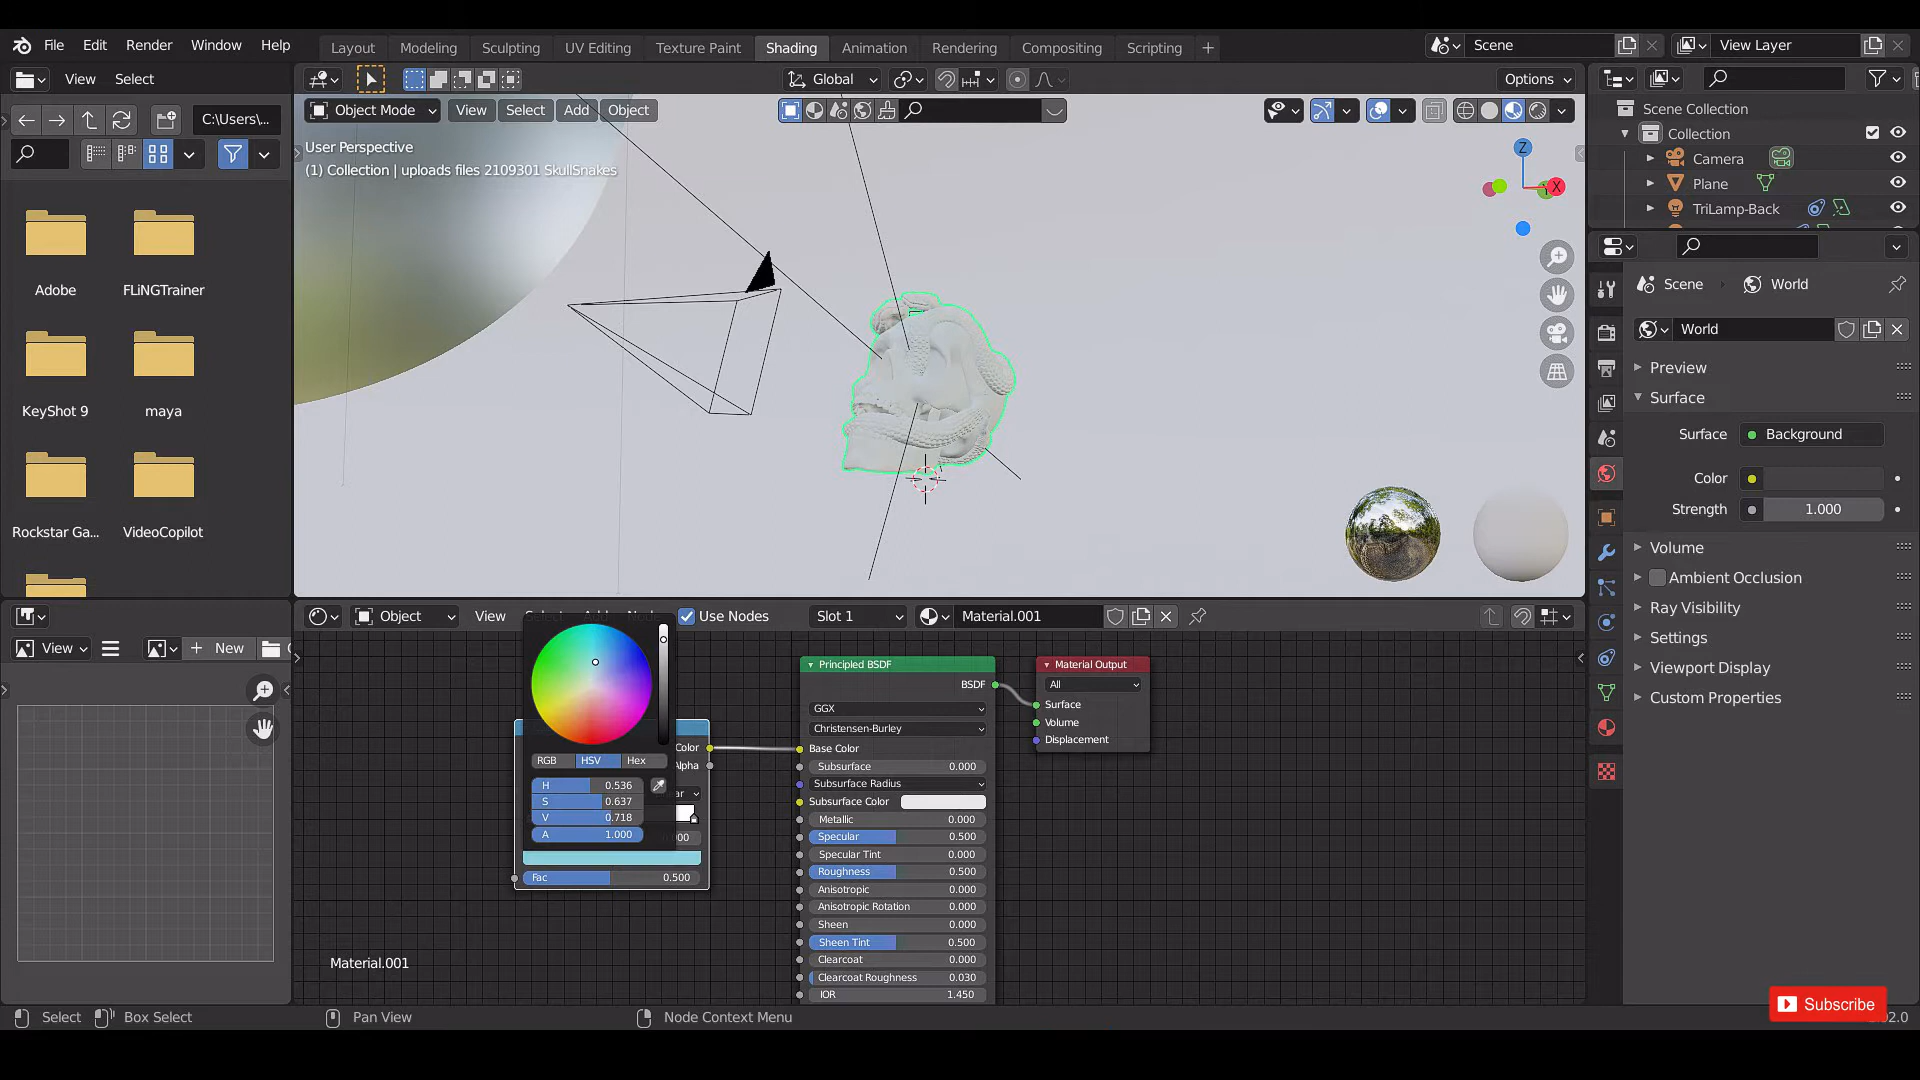 File Edit Render Window Help Layout Modeling Sculpting UV Editing Texture Paint Shading Animation Rendering Compositing Scripting + Scene View Layer
View Select Global Options
C:\Users\... Object Mode View Select Add Object
User Perspective
(1) Collection | uploads files 2109301 SkullSnakes
Z
X
Scene Collection
Collection
Camera
Plane
TriLamp-Back
Adobe FLiNGTrainer
KeyShot 9 maya
Rockstar Ga... VideoCopilot
Scene World
World
Preview
Surface
Surface Background
Color
Strength 1.000
Volume
Ambient Occlusion
Ray Visibility
Settings
Viewport Display
Custom Properties
Object View Select Add Node Use Nodes Slot 1 Material.001
View + New
RGB HSV Hex
H 0.536
S 0.637
V 0.718
A 1.000
Color
Alpha
Fac 0.500
Principled BSDF
BSDF
GGX
Christensen-Burley
Base Color
Subsurface 0.000
Subsurface Radius
Subsurface Color
Metallic 0.000
Specular 0.500
Specular Tint 0.000
Roughness 0.500
Anisotropic 0.000
Anisotropic Rotation 0.000
Sheen 0.000
Sheen Tint 0.500
Clearcoat 0.000
Clearcoat Roughness 0.030
IOR 1.450
Material Output
All
Surface
Volume
Displacement
Material.001
Subscribe
Select Box Select Pan View Node Context Menu